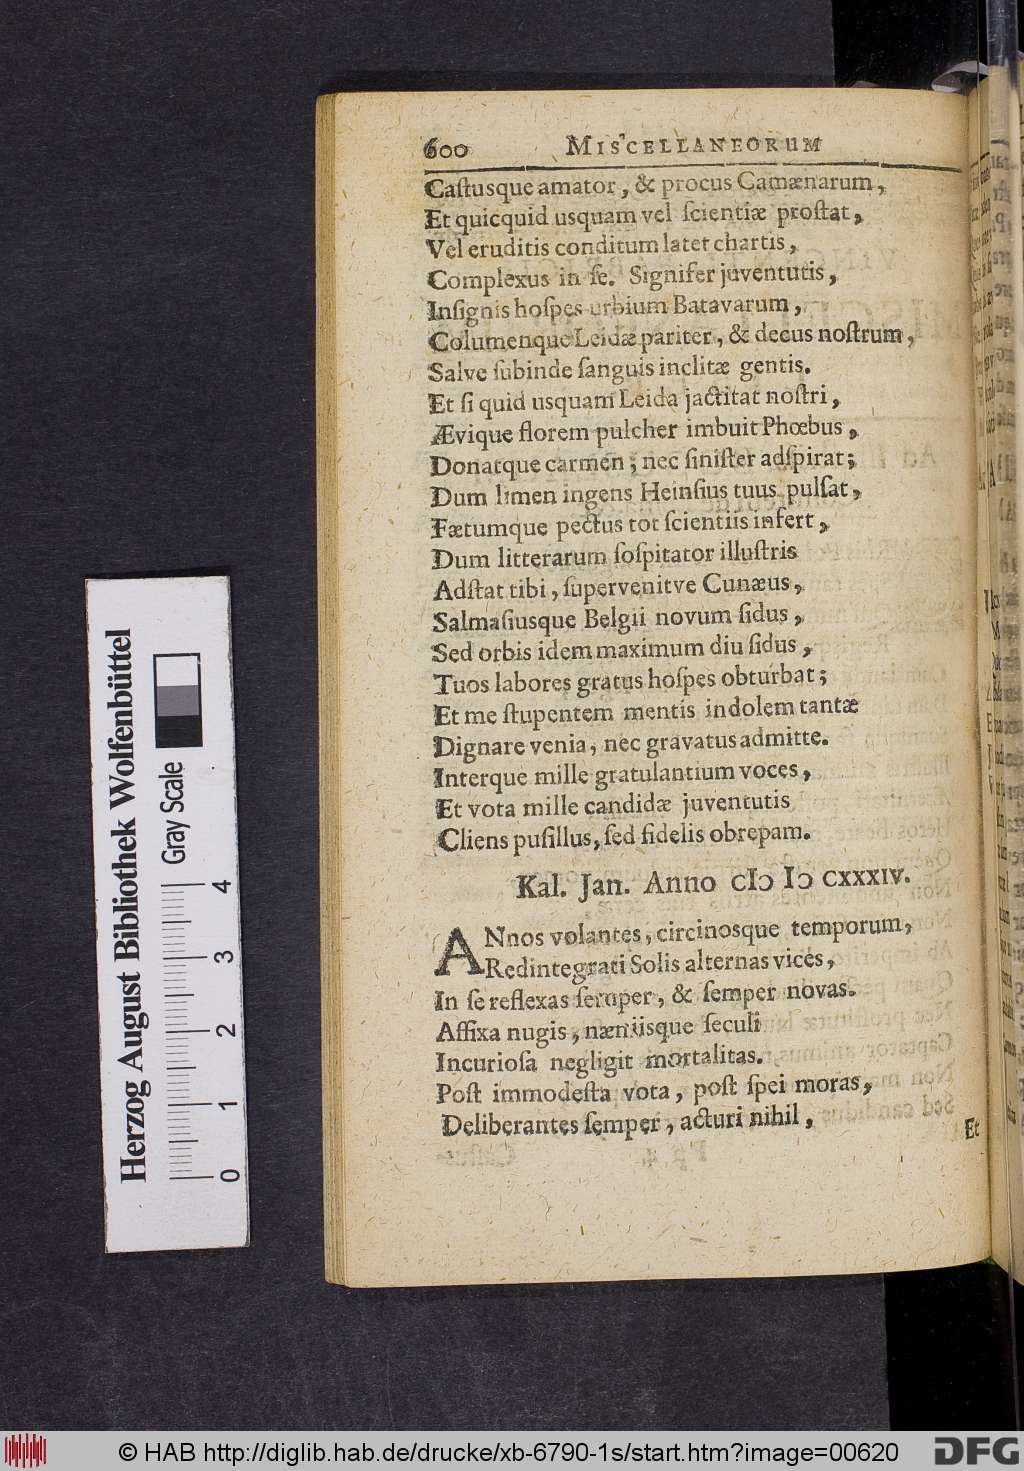 600 MISCELLANEORUM
Caſtusque amator, & procus Camænarum,
Et quicquid usquam vel ſcientiæ proſtat,
Vel eruditis conditum latet chartis,
Complexus in ſe. Signifer juventutis,
Inſignis hoſpes urbium Batavarum,
Columenque Leidæ pariter, & decus noſtrum,
Salve ſubinde ſanguis inclitæ gentis.
Et ſi quid usquam Leida jactitat noſtri,
Ævique florem pulcher imbuit Phœbus,
Donatque carmen; nec ſiniſter adſpirat;
Dum limen ingens Heinſius tuus pulſat,
Fætumque pectus tot ſcientiis infert,
Dum litterarum ſoſpitator illuſtris
Adſtat tibi, ſupervenitve Cunæus,
Salmaſiusque Belgii novum ſidus,
Sed orbis idem maximum diu ſidus,
Tuos labores gratus hoſpes obturbat;
Et me ſtupentem mentis indolem tantæ
Dignare venia, nec gravatus admitte.
Interque mille gratulantium voces,
Et vota mille candidæ juventutis
Cliens puſillus, ſed fidelis obrepam.
Kal. Jan. Anno cIɔ Iɔ cxxxiv.
ANnos volantes, circinosque temporum,
Redintegrati Solis alternas vices,
In ſe reflexas ſemper, & ſemper novas.
Affixa nugis, næniisque ſeculi
Incurioſa negligit mortalitas.
Poſt immodeſta vota, poſt ſpei moras,
Deliberantes ſemper, acturi nihil,
Et
Herzog August Bibliothek Wolfenbüttel
Gray Scale
0 1 2 3 4
© HAB http://diglib.hab.de/drucke/xb-6790-1s/start.htm?image=00620
DFG